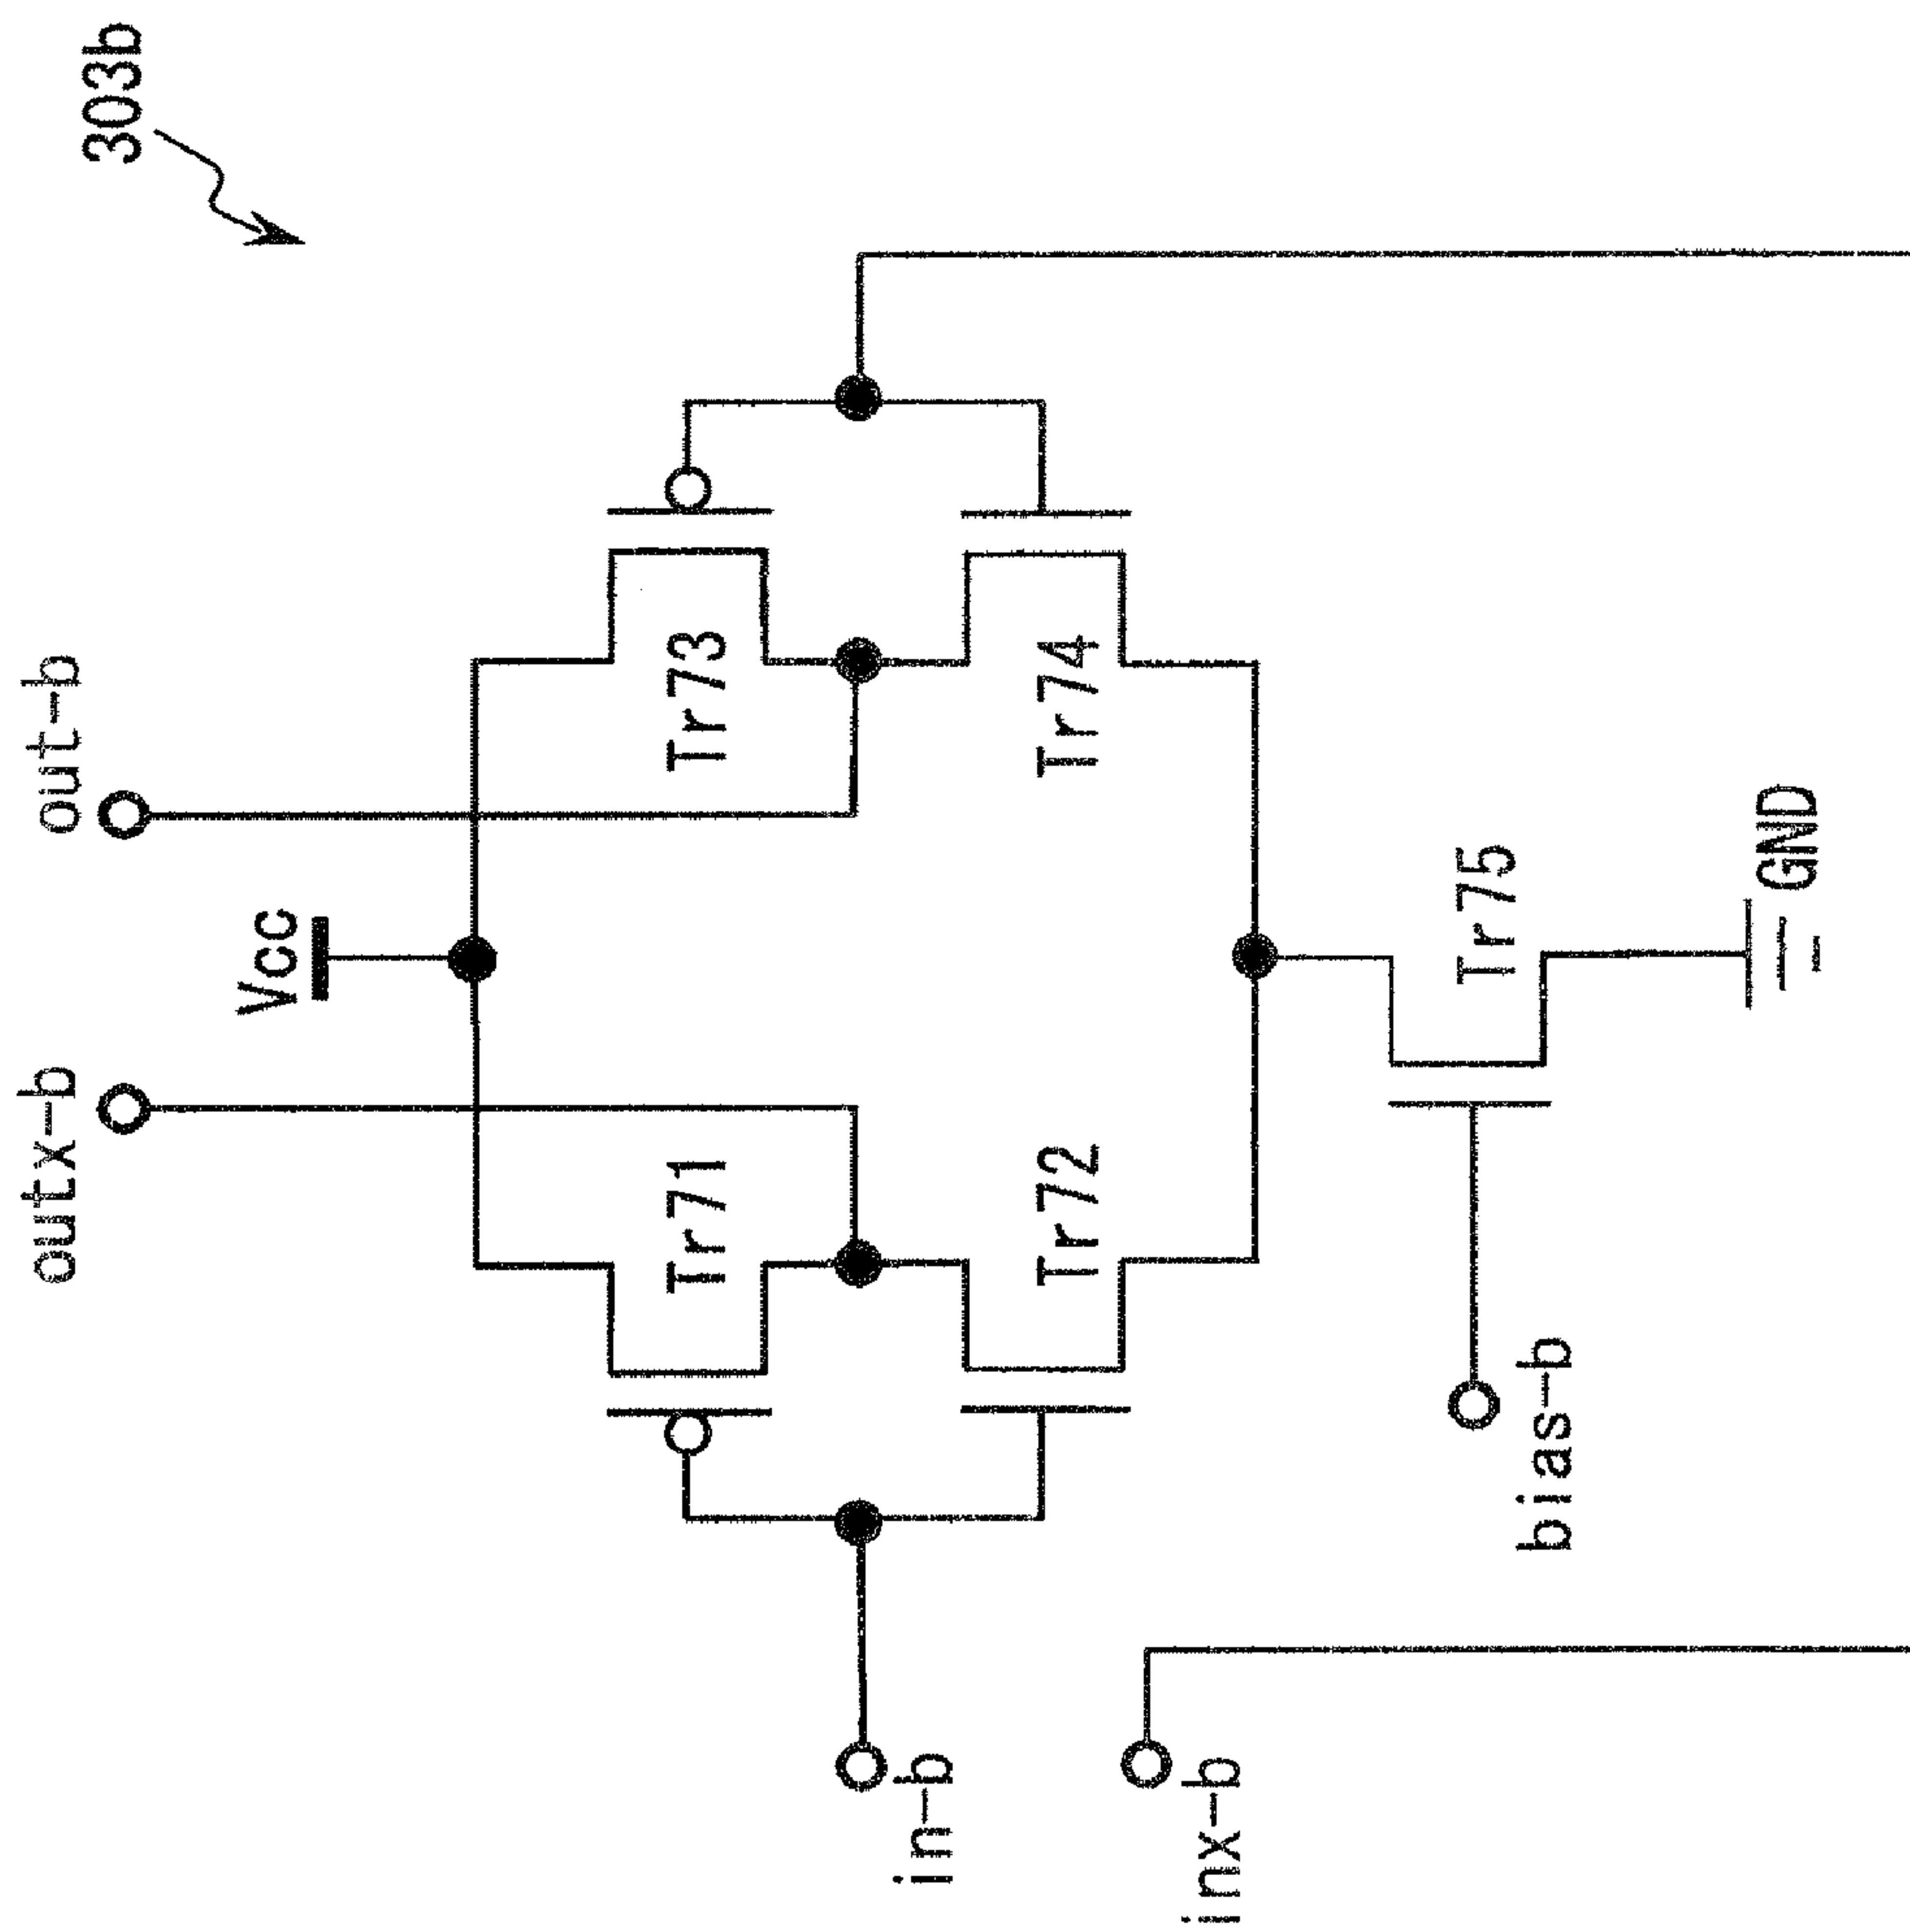 303b
outx-b
out-b
Vcc
Tr71
Tr73
Tr72
Tr74
in-b
inx-b
Tr75
bias-b
GND